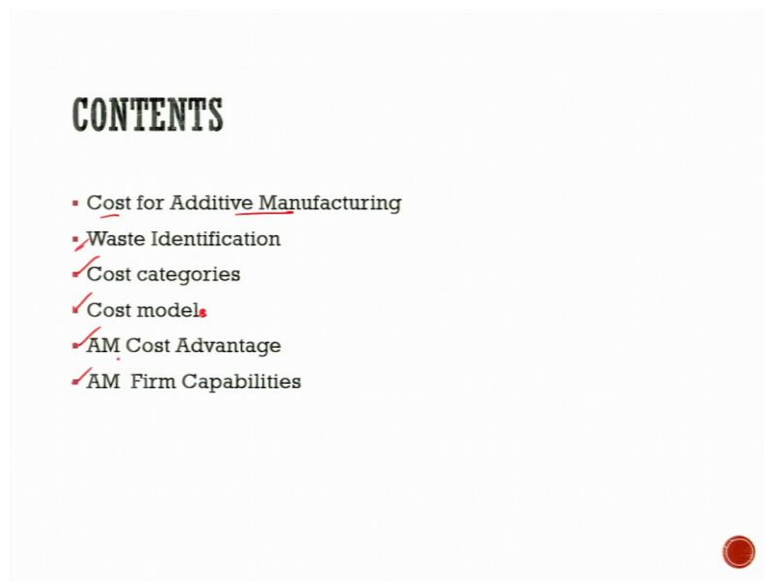 CONTENTS
Cost for Additive Manufacturing
Waste Identification
Cost categories
Cost models
AM Cost Advantage
AM Firm Capabilities